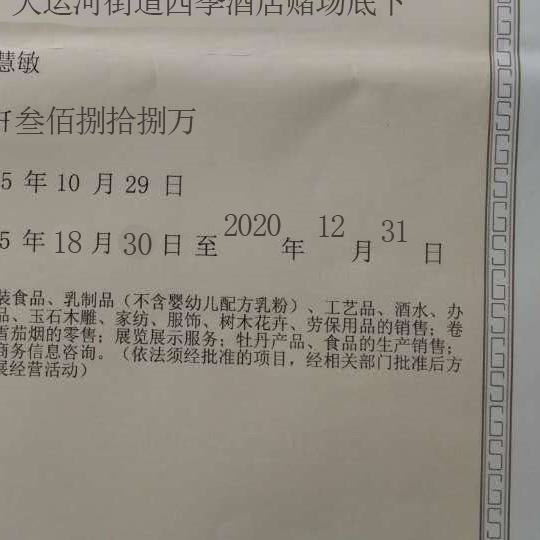 大运河街道四季酒店赌场底下
慧敏
叁佰捌拾捌万
5 年 10 月 29 日
5 年 18 月 30 日 至 2020 年 12 月 31 日
装食品、乳制品（不含婴幼儿配方乳粉）、工艺品、酒水、办
品、玉石木雕、家纺、服饰、树木花卉、劳保用品的销售；卷
雪茄烟的零售；展览展示服务；牡丹产品、食品的生产销售；
商务信息咨询。（依法须经批准的项目，经相关部门批准后方
展经营活动）